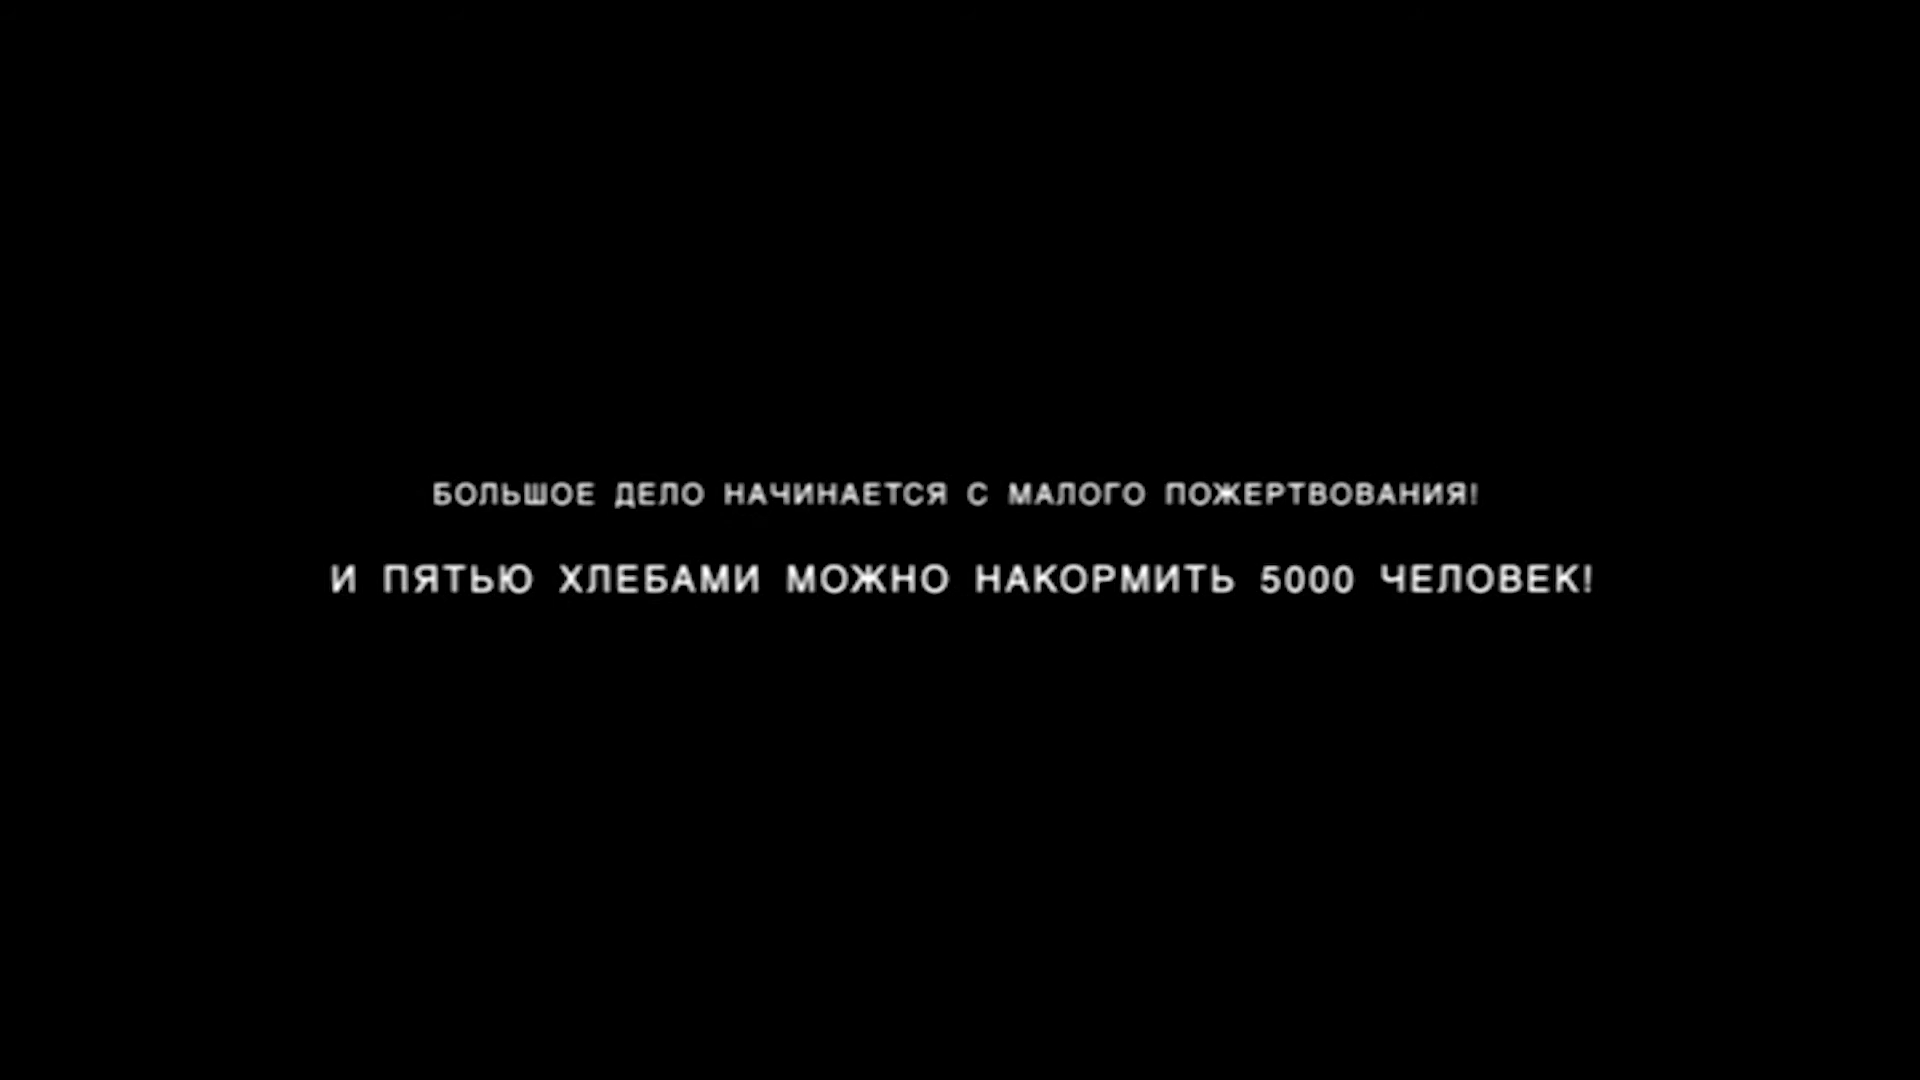 БОЛЬШОЕ ДЕЛО НАЧИНАЕТСЯ С МАЛОГО ПОЖЕРТВОВАНИЯ!
И ПЯТЬЮ ХЛЕБАМИ МОЖНО НАКОРМИТЬ 5000 ЧЕЛОВЕК!